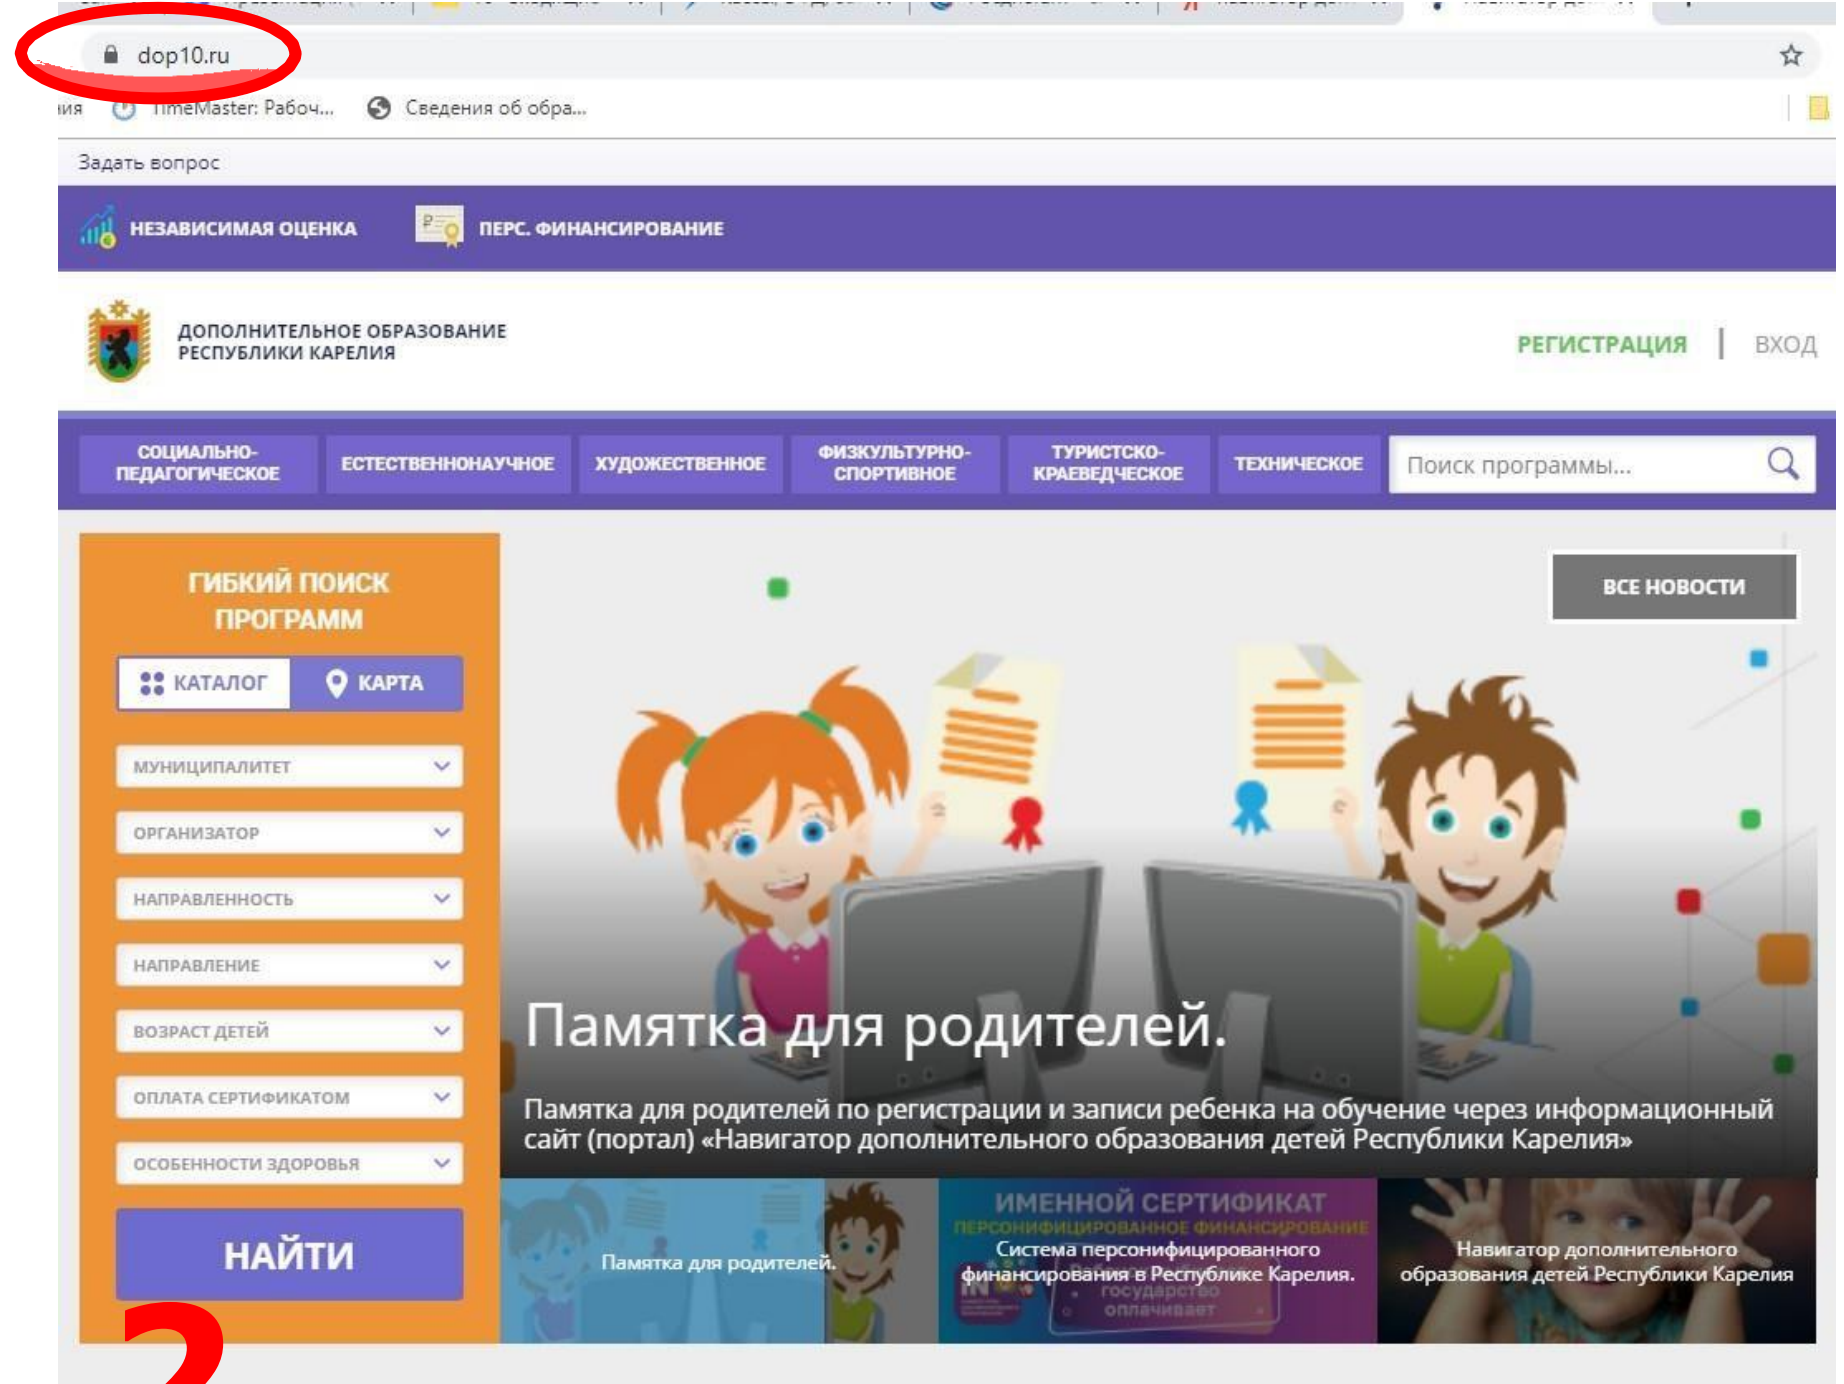 dop10.ru
ния TimeMaster: Рабоч... Сведения об обра...
Задать вопрос
НЕЗАВИСИМАЯ ОЦЕНКА ПЕРС. ФИНАНСИРОВАНИЕ
ДОПОЛНИТЕЛЬНОЕ ОБРАЗОВАНИЕ
РЕСПУБЛИКИ КАРЕЛИЯ
РЕГИСТРАЦИЯ | ВХОД
СОЦИАЛЬНО-
ПЕДАГОГИЧЕСКОЕ
ЕСТЕСТВЕННОНАУЧНОЕ
ХУДОЖЕСТВЕННОЕ
ФИЗКУЛЬТУРНО-
СПОРТИВНОЕ
ТУРИСТСКО-
КРАЕВЕДЧЕСКОЕ
ТЕХНИЧЕСКОЕ
Поиск программы...
ГИБКИЙ ПОИСК
ПРОГРАММ
КАТАЛОГ КАРТА
МУНИЦИПАЛИТЕТ
ОРГАНИЗАТОР
НАПРАВЛЕННОСТЬ
НАПРАВЛЕНИЕ
ВОЗРАСТ ДЕТЕЙ
ОПЛАТА СЕРТИФИКАТОМ
ОСОБЕННОСТИ ЗДОРОВЬЯ
НАЙТИ
2
ВСЕ НОВОСТИ
Памятка для родителей.
Памятка для родителей по регистрации и записи ребенка на обучение через информационный
сайт (портал) «Навигатор дополнительного образования детей Республики Карелия»
Памятка для родителей.
ИМЕННОЙ СЕРТИФИКАТ
ПЕРСОНИФИЦИРОВАННОЕ ФИНАНСИРОВАНИЕ
Система персонифицированного
финансирования в Республике Карелия.
государство
оплачивает
Навигатор дополнительного
образования детей Республики Карелия